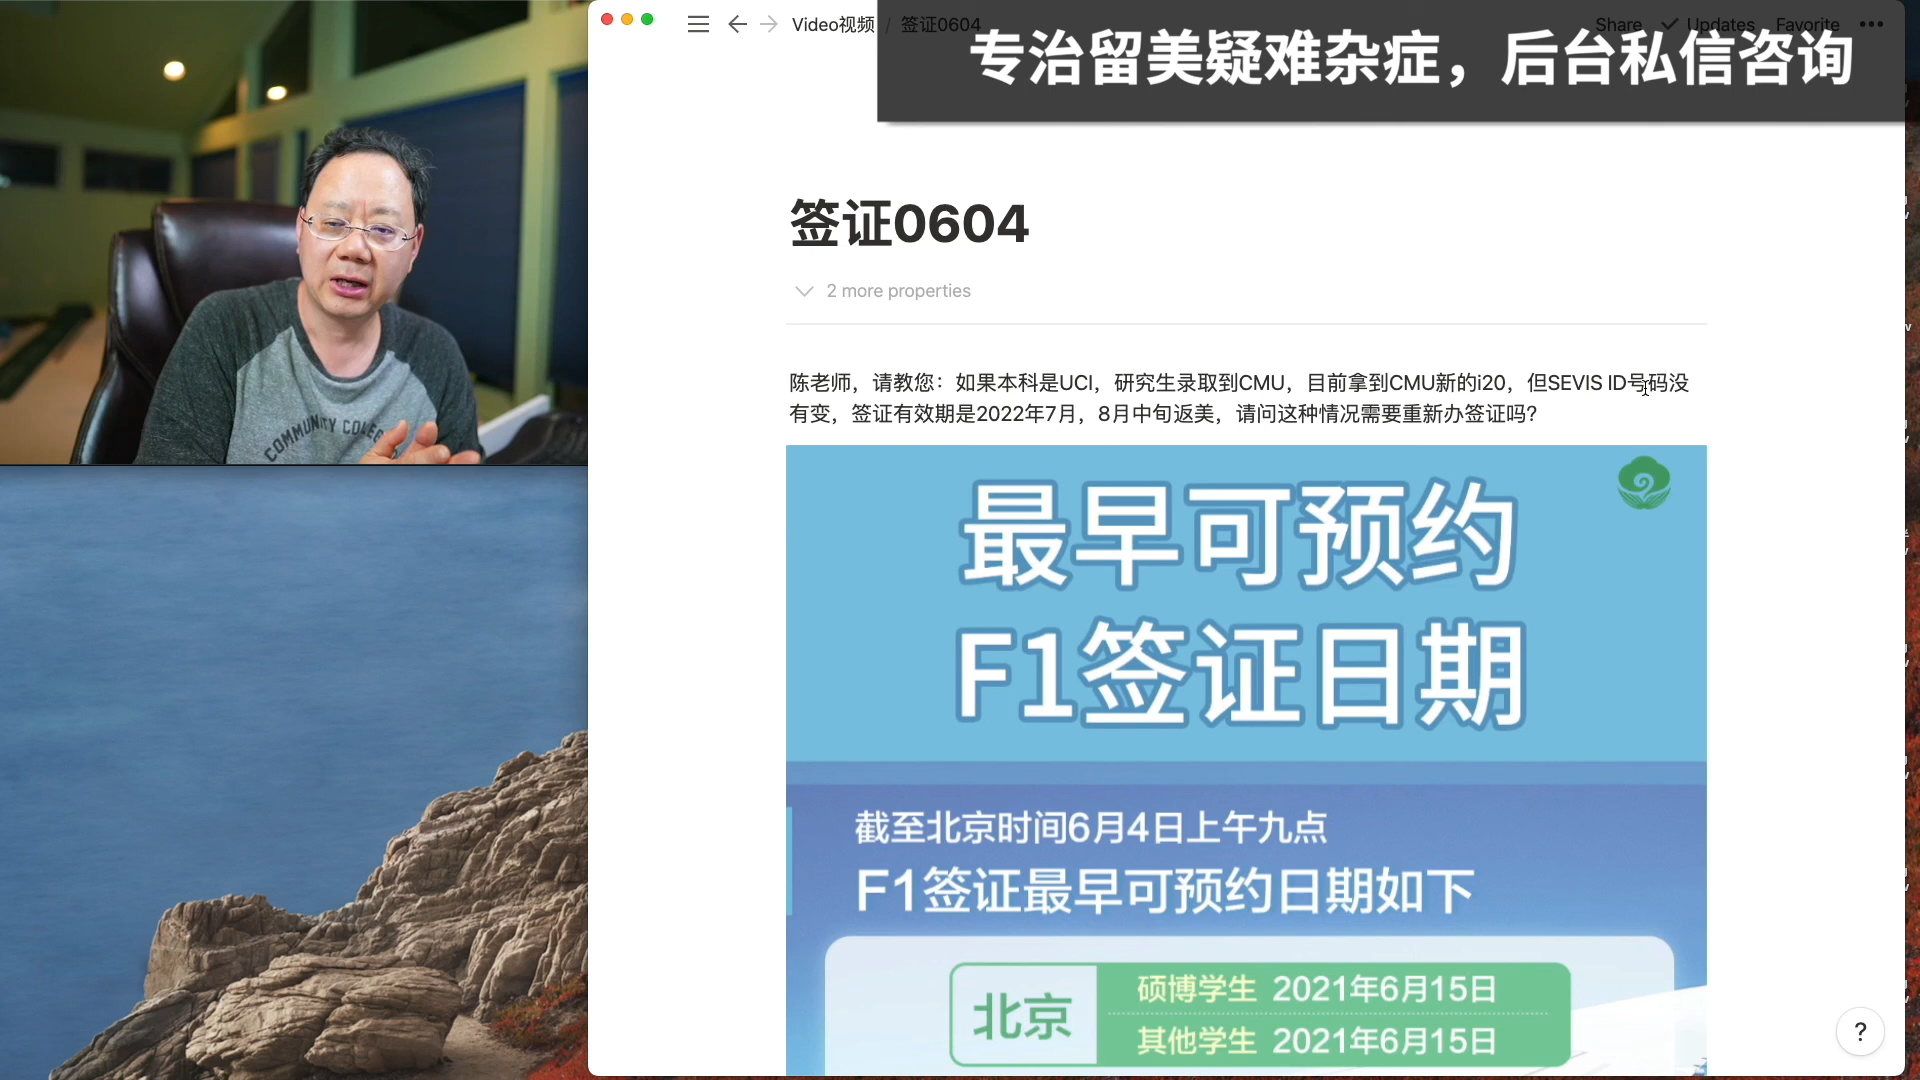 Video视频 / 签证0604
Share Updates Favorite
专治留美疑难杂症，后台私信咨询
签证0604
2 more properties
陈老师，请教您：如果本科是UCI，研究生录取到CMU，目前拿到CMU新的i20，但SEVIS ID号码没
有变，签证有效期是2022年7月，8月中旬返美，请问这种情况需要重新办签证吗?
COMMUNITY COLEG
最早可预约
F1签证日期
截至北京时间6月4日上午九点
F1签证最早可预约日期如下
北京
硕博学生 2021年6月15日
其他学生 2021年6月15日
?